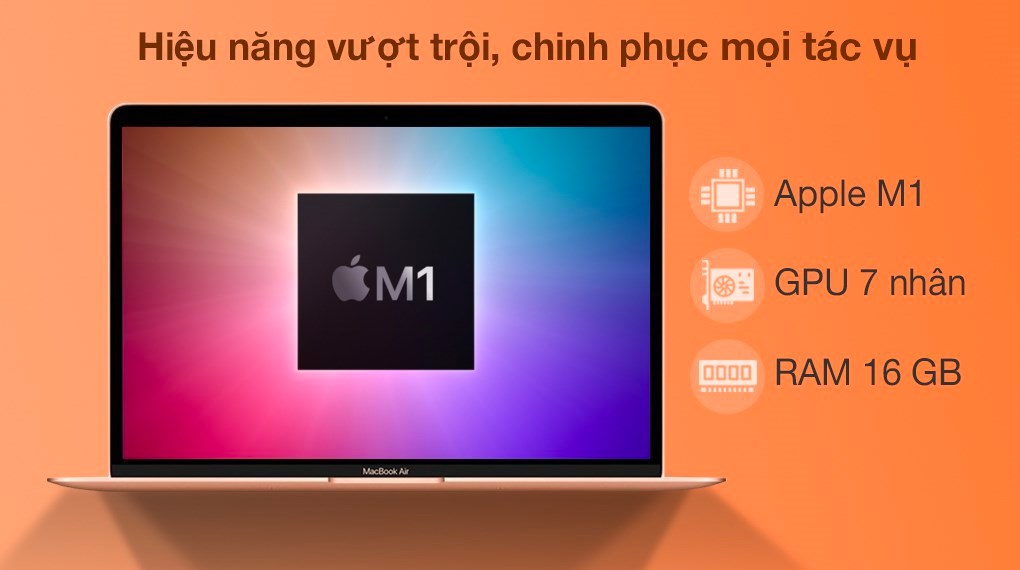 Hiệu năng vượt trội, chinh phục mọi tác vụ
M1
Apple M1
GPU 7 nhân
RAM 16 GB
MacBook Air